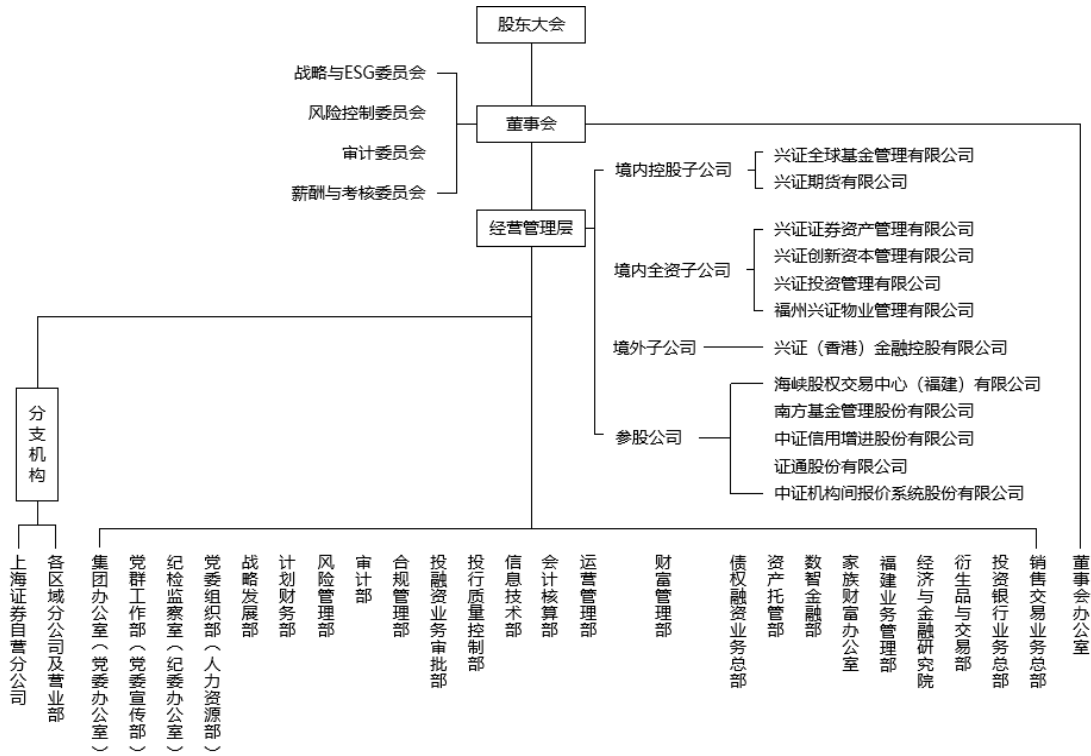 股东大会
战略与ESG委员会
风险控制委员会
审计委员会
薪酬与考核委员会
董事会
经营管理层
境内控股子公司
兴证全球基金管理有限公司
兴证期货有限公司
境内全资子公司
兴证证券资产管理有限公司
兴证创新资本管理有限公司
兴证投资管理有限公司
福州兴证物业管理有限公司
境外子公司
兴证（香港）金融控股有限公司
参股公司
海峡股权交易中心（福建）有限公司
南方基金管理股份有限公司
中证信用增进股份有限公司
证通股份有限公司
中证机构间报价系统股份有限公司
分支机构
上海证券自营分公司
各区域分公司及营业部
集团办公室（党委办公室）
党群工作部（党委宣传部）
纪检监察室（纪委办公室）
党委组织部（人力资源部）
战略发展部
计划财务部
风险管理部
审计部
合规管理部
投融资业务审批部
投行质量控制部
信息技术部
会计核算部
运营管理部
财富管理部
债权融资业务总部
资产托管部
数智金融部
家族财富办公室
福建业务管理部
经济与金融研究院
衍生品与交易部
投资银行业务总部
销售交易业务总部
董事会办公室